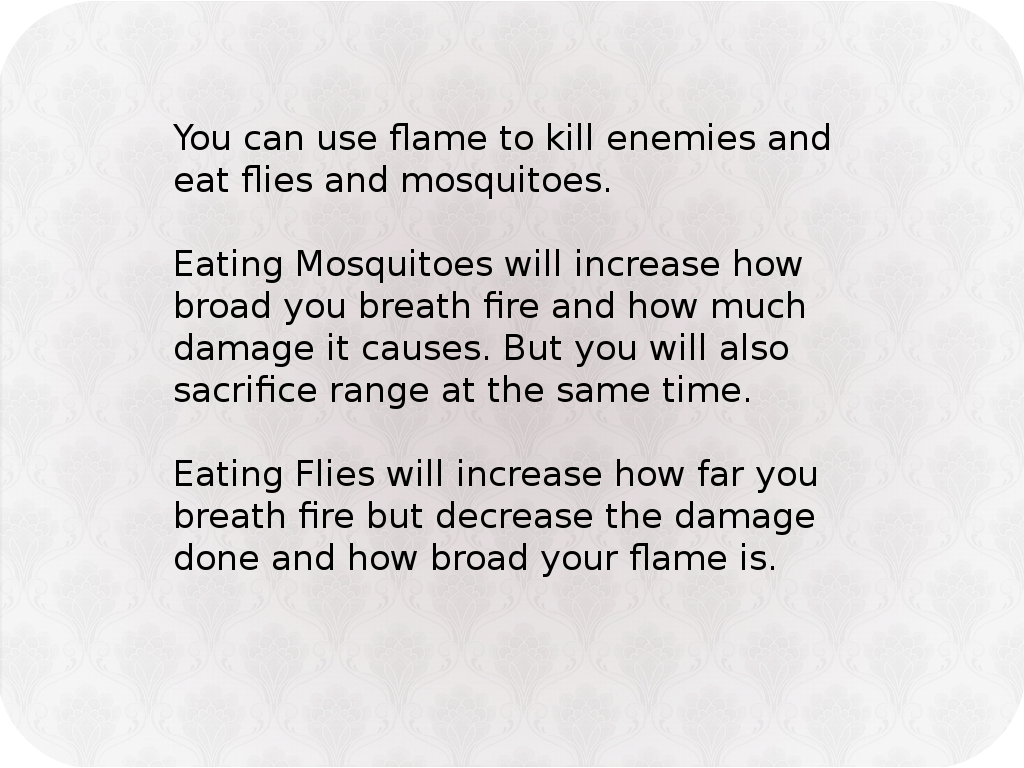 You can use flame to kill enemies and
eat flies and mosquitoes.
Eating Mosquitoes will increase how
broad you breath fire and how much
damage it causes. But you will also
sacrifice range at the same time.
Eating Flies will increase how far you
breath fire but decrease the damage
done and how broad your flame is.